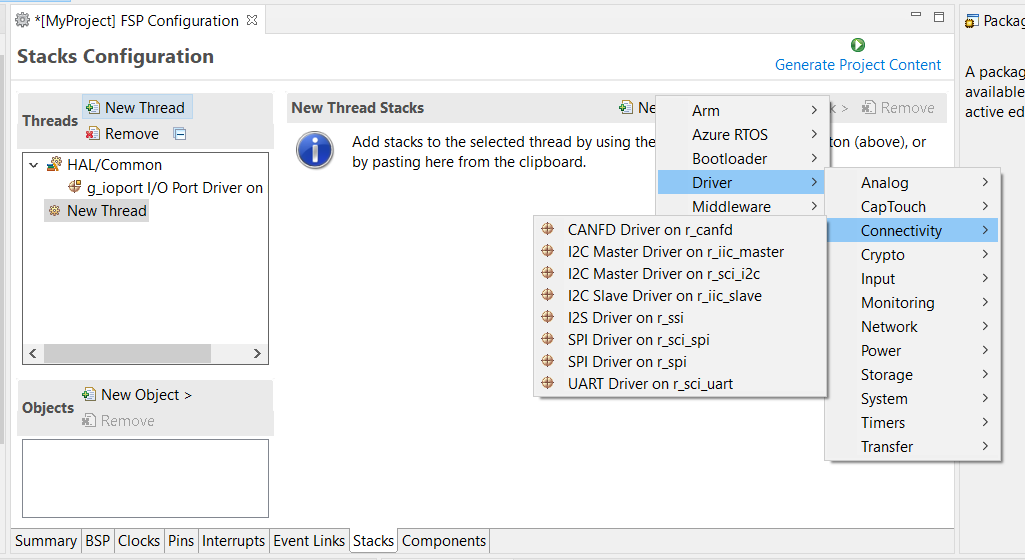 *[MyProject] FSP Configuration
Stacks Configuration
Generate Project Content
Threads
New Thread
Remove
HAL/Common
g_ioport I/O Port Driver on
New Thread
Objects
New Object >
Remove
New Thread Stacks
Remove
Add stacks to the selected thread by using the
(above), or
by pasting here from the clipboard.
Arm
Azure RTOS
Bootloader
Driver
Middleware
Analog
CapTouch
Connectivity
Crypto
Input
Monitoring
Network
Power
Storage
System
Timers
Transfer
CANFD Driver on r_canfd
I2C Master Driver on r_iic_master
I2C Master Driver on r_sci_i2c
I2C Slave Driver on r_iic_slave
I2S Driver on r_ssi
SPI Driver on r_sci_spi
SPI Driver on r_spi
UART Driver on r_sci_uart
Summary BSP Clocks Pins Interrupts Event Links Stacks Components
A packag
available
active ed